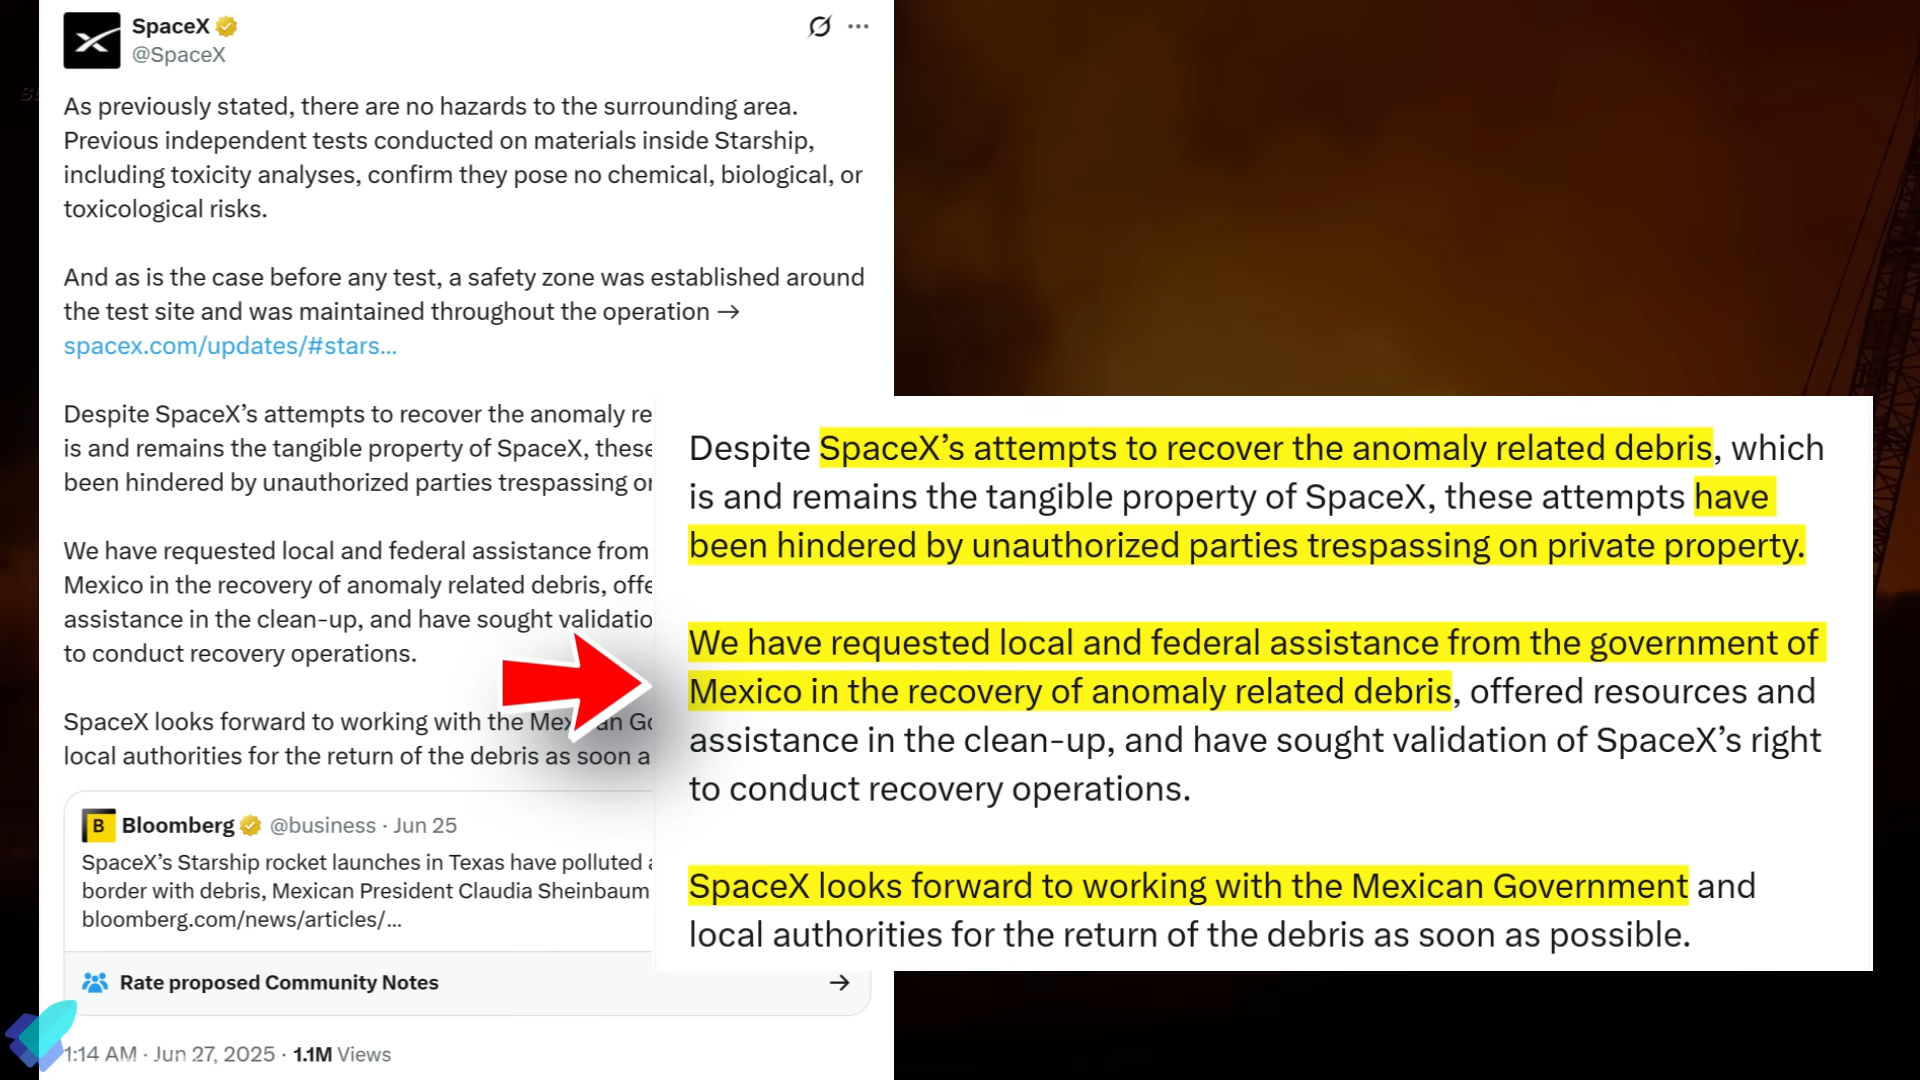 SpaceX
@SpaceX
As previously stated, there are no hazards to the surrounding area.
Previous independent tests conducted on materials inside Starship,
including toxicity analyses, confirm they pose no chemical, biological, or
toxicological risks.
And as is the case before any test, a safety zone was established around
the test site and was maintained throughout the operation →
spacex.com/updates/#stars...
Despite SpaceX's attempts to recover the anomaly re
is and remains the tangible property of SpaceX, these
been hindered by unauthorized parties trespassing or
We have requested local and federal assistance from
Mexico in the recovery of anomaly related debris, offe
assistance in the clean-up, and have sought validatio
to conduct recovery operations.
SpaceX looks forward to working with the Mexican Go
local authorities for the return of the debris as soon a
B Bloomberg @business · Jun 25
SpaceX's Starship rocket launches in Texas have polluted a
border with debris, Mexican President Claudia Sheinbaum
bloomberg.com/news/articles/...
Rate proposed Community Notes →
1:14 AM · Jun 27, 2025 · 1.1M Views
Despite SpaceX's attempts to recover the anomaly related debris, which
is and remains the tangible property of SpaceX, these attempts have
been hindered by unauthorized parties trespassing on private property.
We have requested local and federal assistance from the government of
Mexico in the recovery of anomaly related debris, offered resources and
assistance in the clean-up, and have sought validation of SpaceX's right
to conduct recovery operations.
SpaceX looks forward to working with the Mexican Government and
local authorities for the return of the debris as soon as possible.